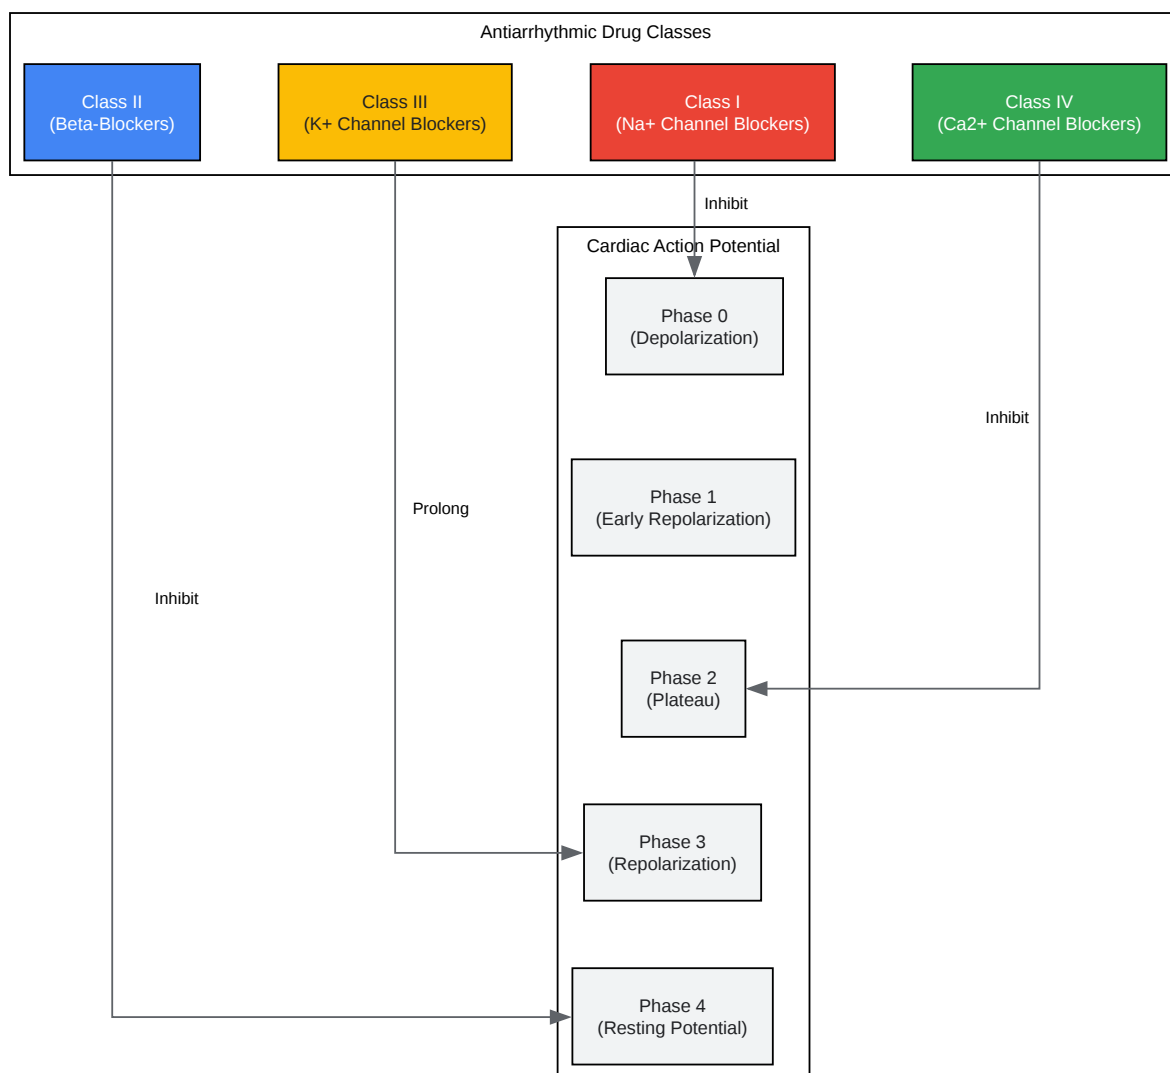 Antiarrhythmic Drug Classes
Class II
(Beta-Blockers)
Class III
(K+ Channel Blockers)
Class I
(Na+ Channel Blockers)
Class IV
(Ca2+ Channel Blockers)
Inhibit
Cardiac Action Potential
Phase 0
(Depolarization)
Inhibit
Phase 1
(Early Repolarization)
Prolong
Inhibit
Phase 2
(Plateau)
Phase 3
(Repolarization)
Phase 4
(Resting Potential)